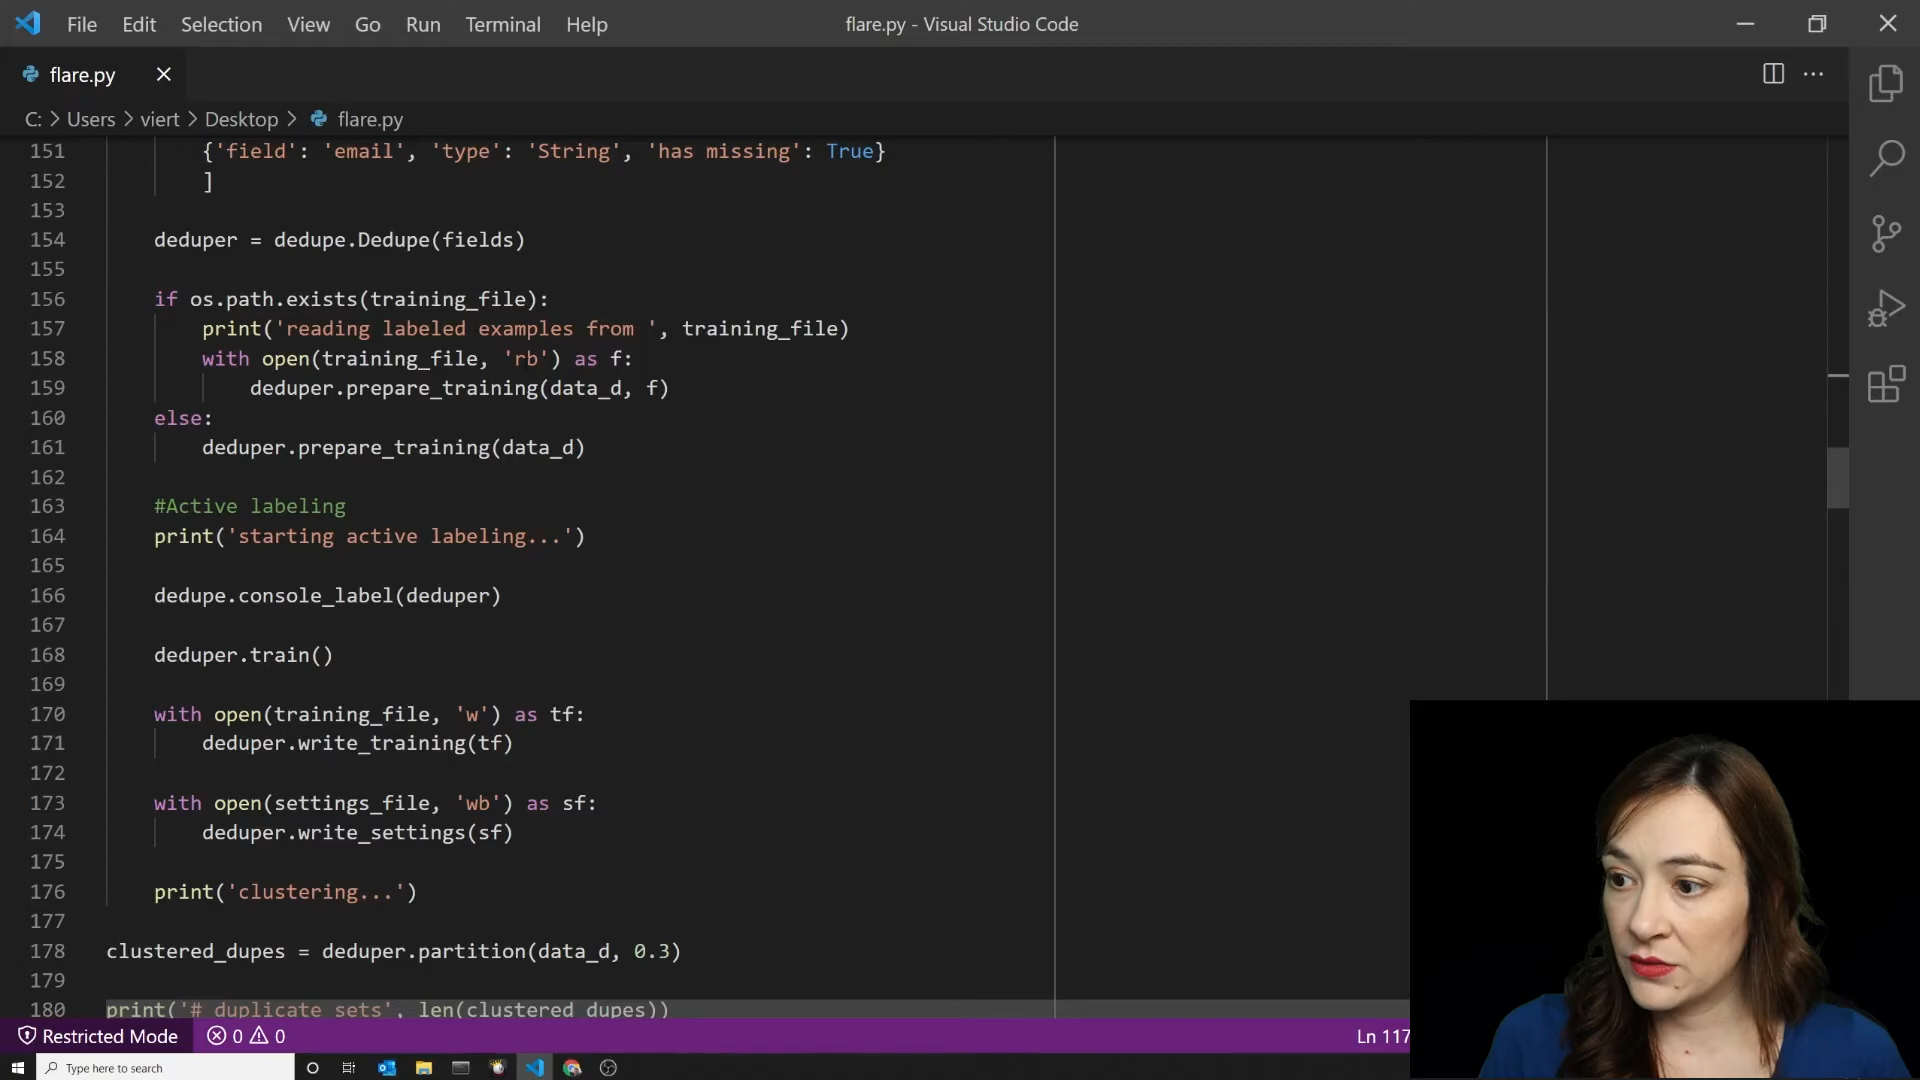 File Edit Selection View Go Run Terminal Help flare.py - Visual Studio Code
flare.py
C: > Users > viert > Desktop > flare.py
151 {'field': 'email', 'type': 'String', 'has missing': True}
152 ]
153
154 deduper = dedupe.Dedupe(fields)
155
156 if os.path.exists(training_file):
157 print('reading labeled examples from ', training_file)
158 with open(training_file, 'rb') as f:
159 deduper.prepare_training(data_d, f)
160 else:
161 deduper.prepare_training(data_d)
162
163 #Active labeling
164 print('starting active labeling...')
165
166 dedupe.console_label(deduper)
167
168 deduper.train()
169
170 with open(training_file, 'w') as tf:
171 deduper.write_training(tf)
172
173 with open(settings_file, 'wb') as sf:
174 deduper.write_settings(sf)
175
176 print('clustering...')
177
178 clustered_dupes = deduper.partition(data_d, 0.3)
179
180 print('# duplicate sets', len(clustered_dupes))
Restricted Mode 0 0 Ln 117
Type here to search